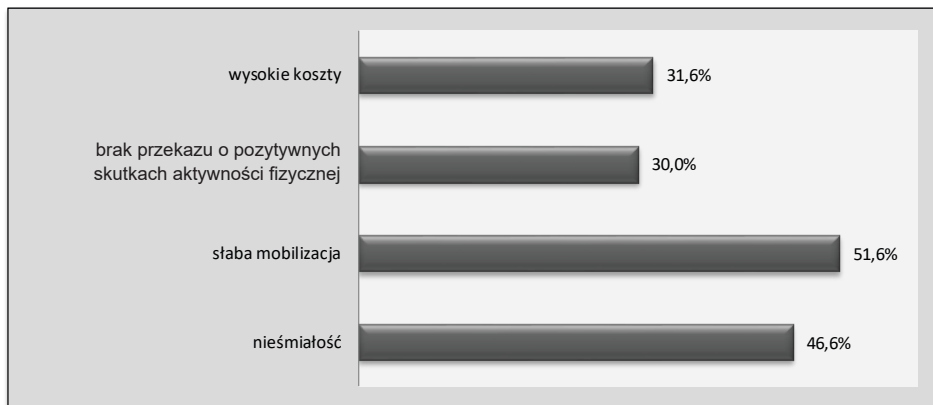 wysokie koszty
31,6%
brak przekazu o pozytywnych
skutkach aktywności fizycznej
30,0%
słaba mobilizacja
51,6%
nieśmiałość
46,6%